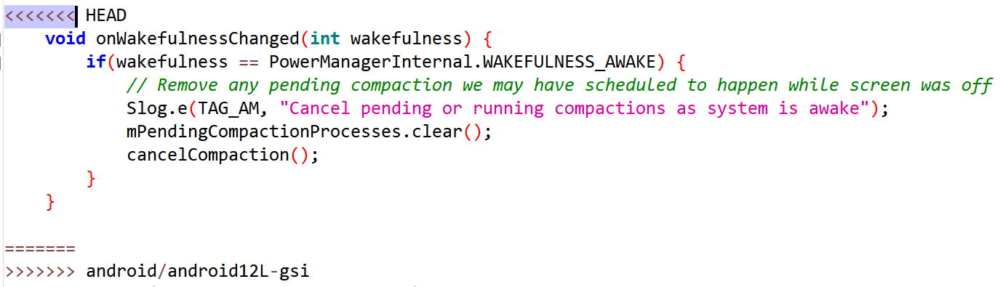 <<<<<<< HEAD
    void onWakefulnessChanged(int wakefulness) {
        if(wakefulness == PowerManagerInternal.WAKEFULNESS_AWAKE) {
            // Remove any pending compaction we may have scheduled to happen while screen was off
            Slog.e(TAG_AM, "Cancel pending or running compactions as system is awake");
            mPendingCompactionProcesses.clear();
            cancelCompaction();
        }
    }
=======
>>>>>>> android/android12L-gsi